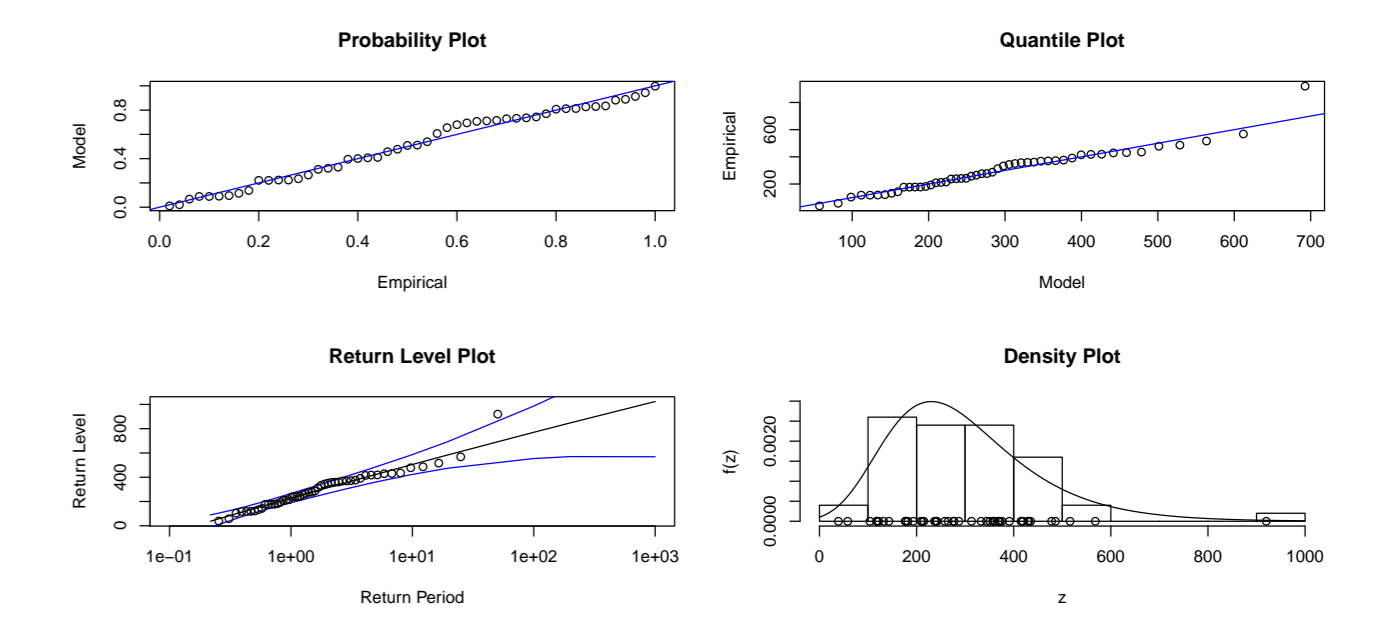 Probability Plot
Model
0.0 0.4 0.8
0.0 0.2 0.4 0.6 0.8 1.0
Empirical
Quantile Plot
Empirical
200 600
100 200 300 400 500 600 700
Model
Return Level Plot
Return Level
0 400 800
1e−01 1e+00 1e+01 1e+02 1e+03
Return Period
Density Plot
f(z)
0.0000 0.0020
0 200 400 600 800 1000
z